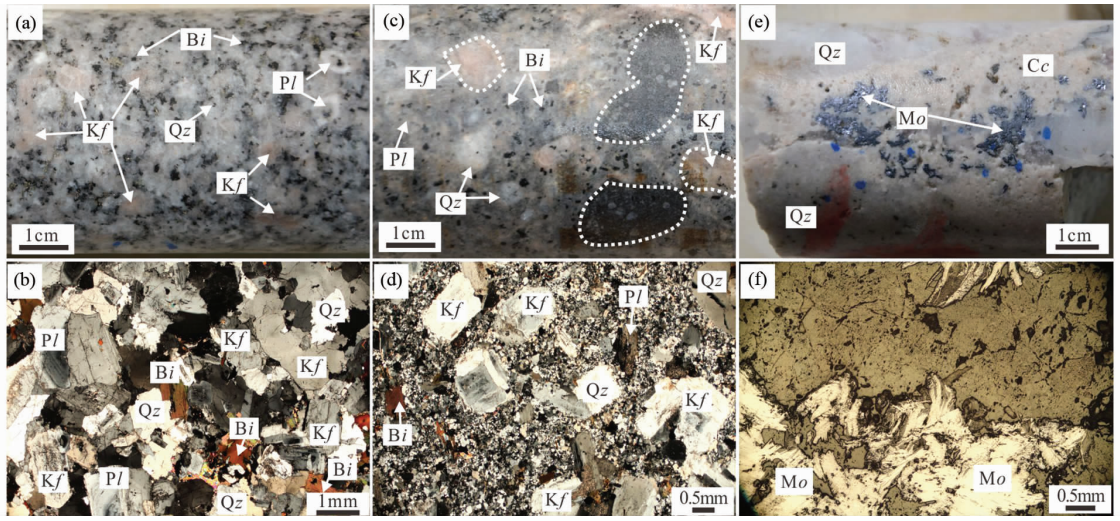 (a)
Bi
Pl
Kf
Qz
Kf
1cm
(c)
Kf
Bi
Kf
Pl
Kf
Qz
1cm
(e)
Qz
Cc
Mo
Qz
1cm
(b)
Qz
Pl
Kf
Kf
Bi
Qz
Bi
Kf
Kf
Pl
Bi
Qz
1mm
(d)
Kf
Kf
Pl
Qz
Qz
Kf
Bi
Kf
0.5mm
(f)
Mo
Mo
0.5mm